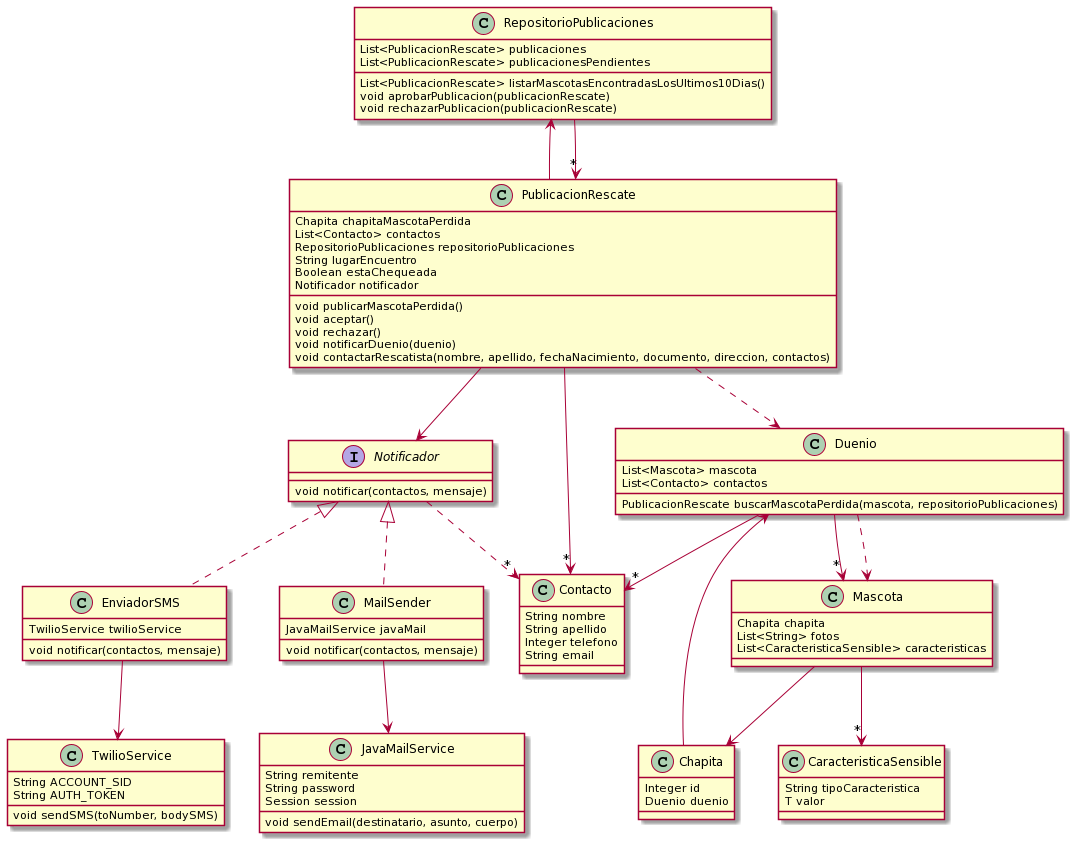 C RepositorioPublicaciones
List<PublicacionRescate> publicaciones
List<PublicacionRescate> publicacionesPendientes
List<PublicacionRescate> listarMascotasEncontradasLosUltimos10Dias()
void aprobarPublicacion(publicacionRescate)
void rechazarPublicacion(publicacionRescate)
*
C PublicacionRescate
Chapita chapitaMascotaPerdida
List<Contacto> contactos
RepositorioPublicaciones repositorioPublicaciones
String lugarEncuentro
Boolean estaChequeada
Notificador notificador
void publicarMascotaPerdida()
void aceptar()
void rechazar()
void notificarDuenio(duenio)
void contactarRescatista(nombre, apellido, fechaNacimiento, documento, direccion, contactos)
I Notificador
void notificar(contactos, mensaje)
C Duenio
List<Mascota> mascota
List<Contacto> contactos
PublicacionRescate buscarMascotaPerdida(mascota, repositorioPublicaciones)
*
*
*
*
C EnviadorSMS
TwilioService twilioService
void notificar(contactos, mensaje)
C MailSender
JavaMailService javaMail
void notificar(contactos, mensaje)
C Contacto
String nombre
String apellido
Integer telefono
String email
C Mascota
Chapita chapita
List<String> fotos
List<CaracteristicaSensible> caracteristicas
*
C TwilioService
String ACCOUNT_SID
String AUTH_TOKEN
void sendSMS(toNumber, bodySMS)
C JavaMailService
String remitente
String password
Session session
void sendEmail(destinatario, asunto, cuerpo)
C Chapita
Integer id
Duenio duenio
C CaracteristicaSensible
String tipoCaracteristica
T valor